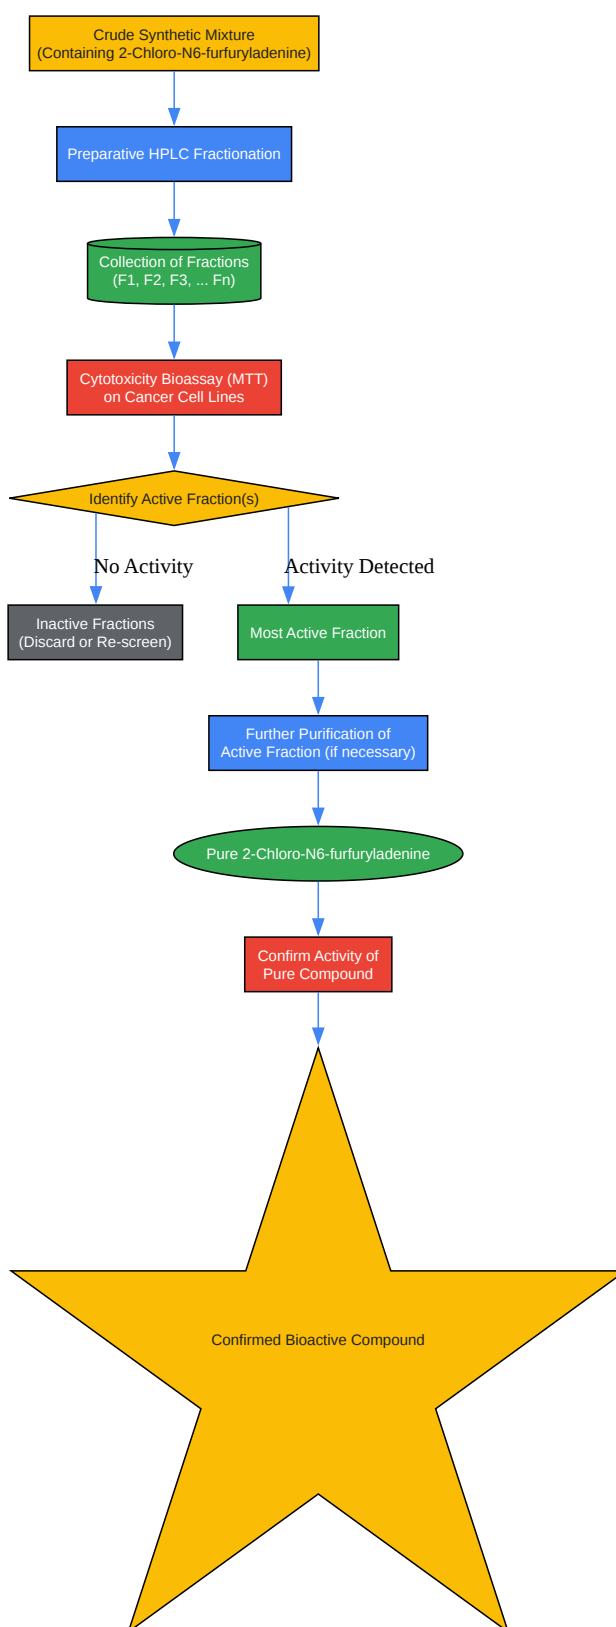 Crude Synthetic Mixture
(Containing 2-Chloro-N6-furfuryladenine)
Preparative HPLC Fractionation
Collection of Fractions
(F1, F2, F3, ... Fn)
Cytotoxicity Bioassay (MTT)
on Cancer Cell Lines
Identify Active Fraction(s)
No Activity
Activity Detected
Inactive Fractions
(Discard or Re-screen)
Most Active Fraction
Further Purification of
Active Fraction (if necessary)
Pure 2-Chloro-N6-furfuryladenine
Confirm Activity of
Pure Compound
Confirmed Bioactive Compound